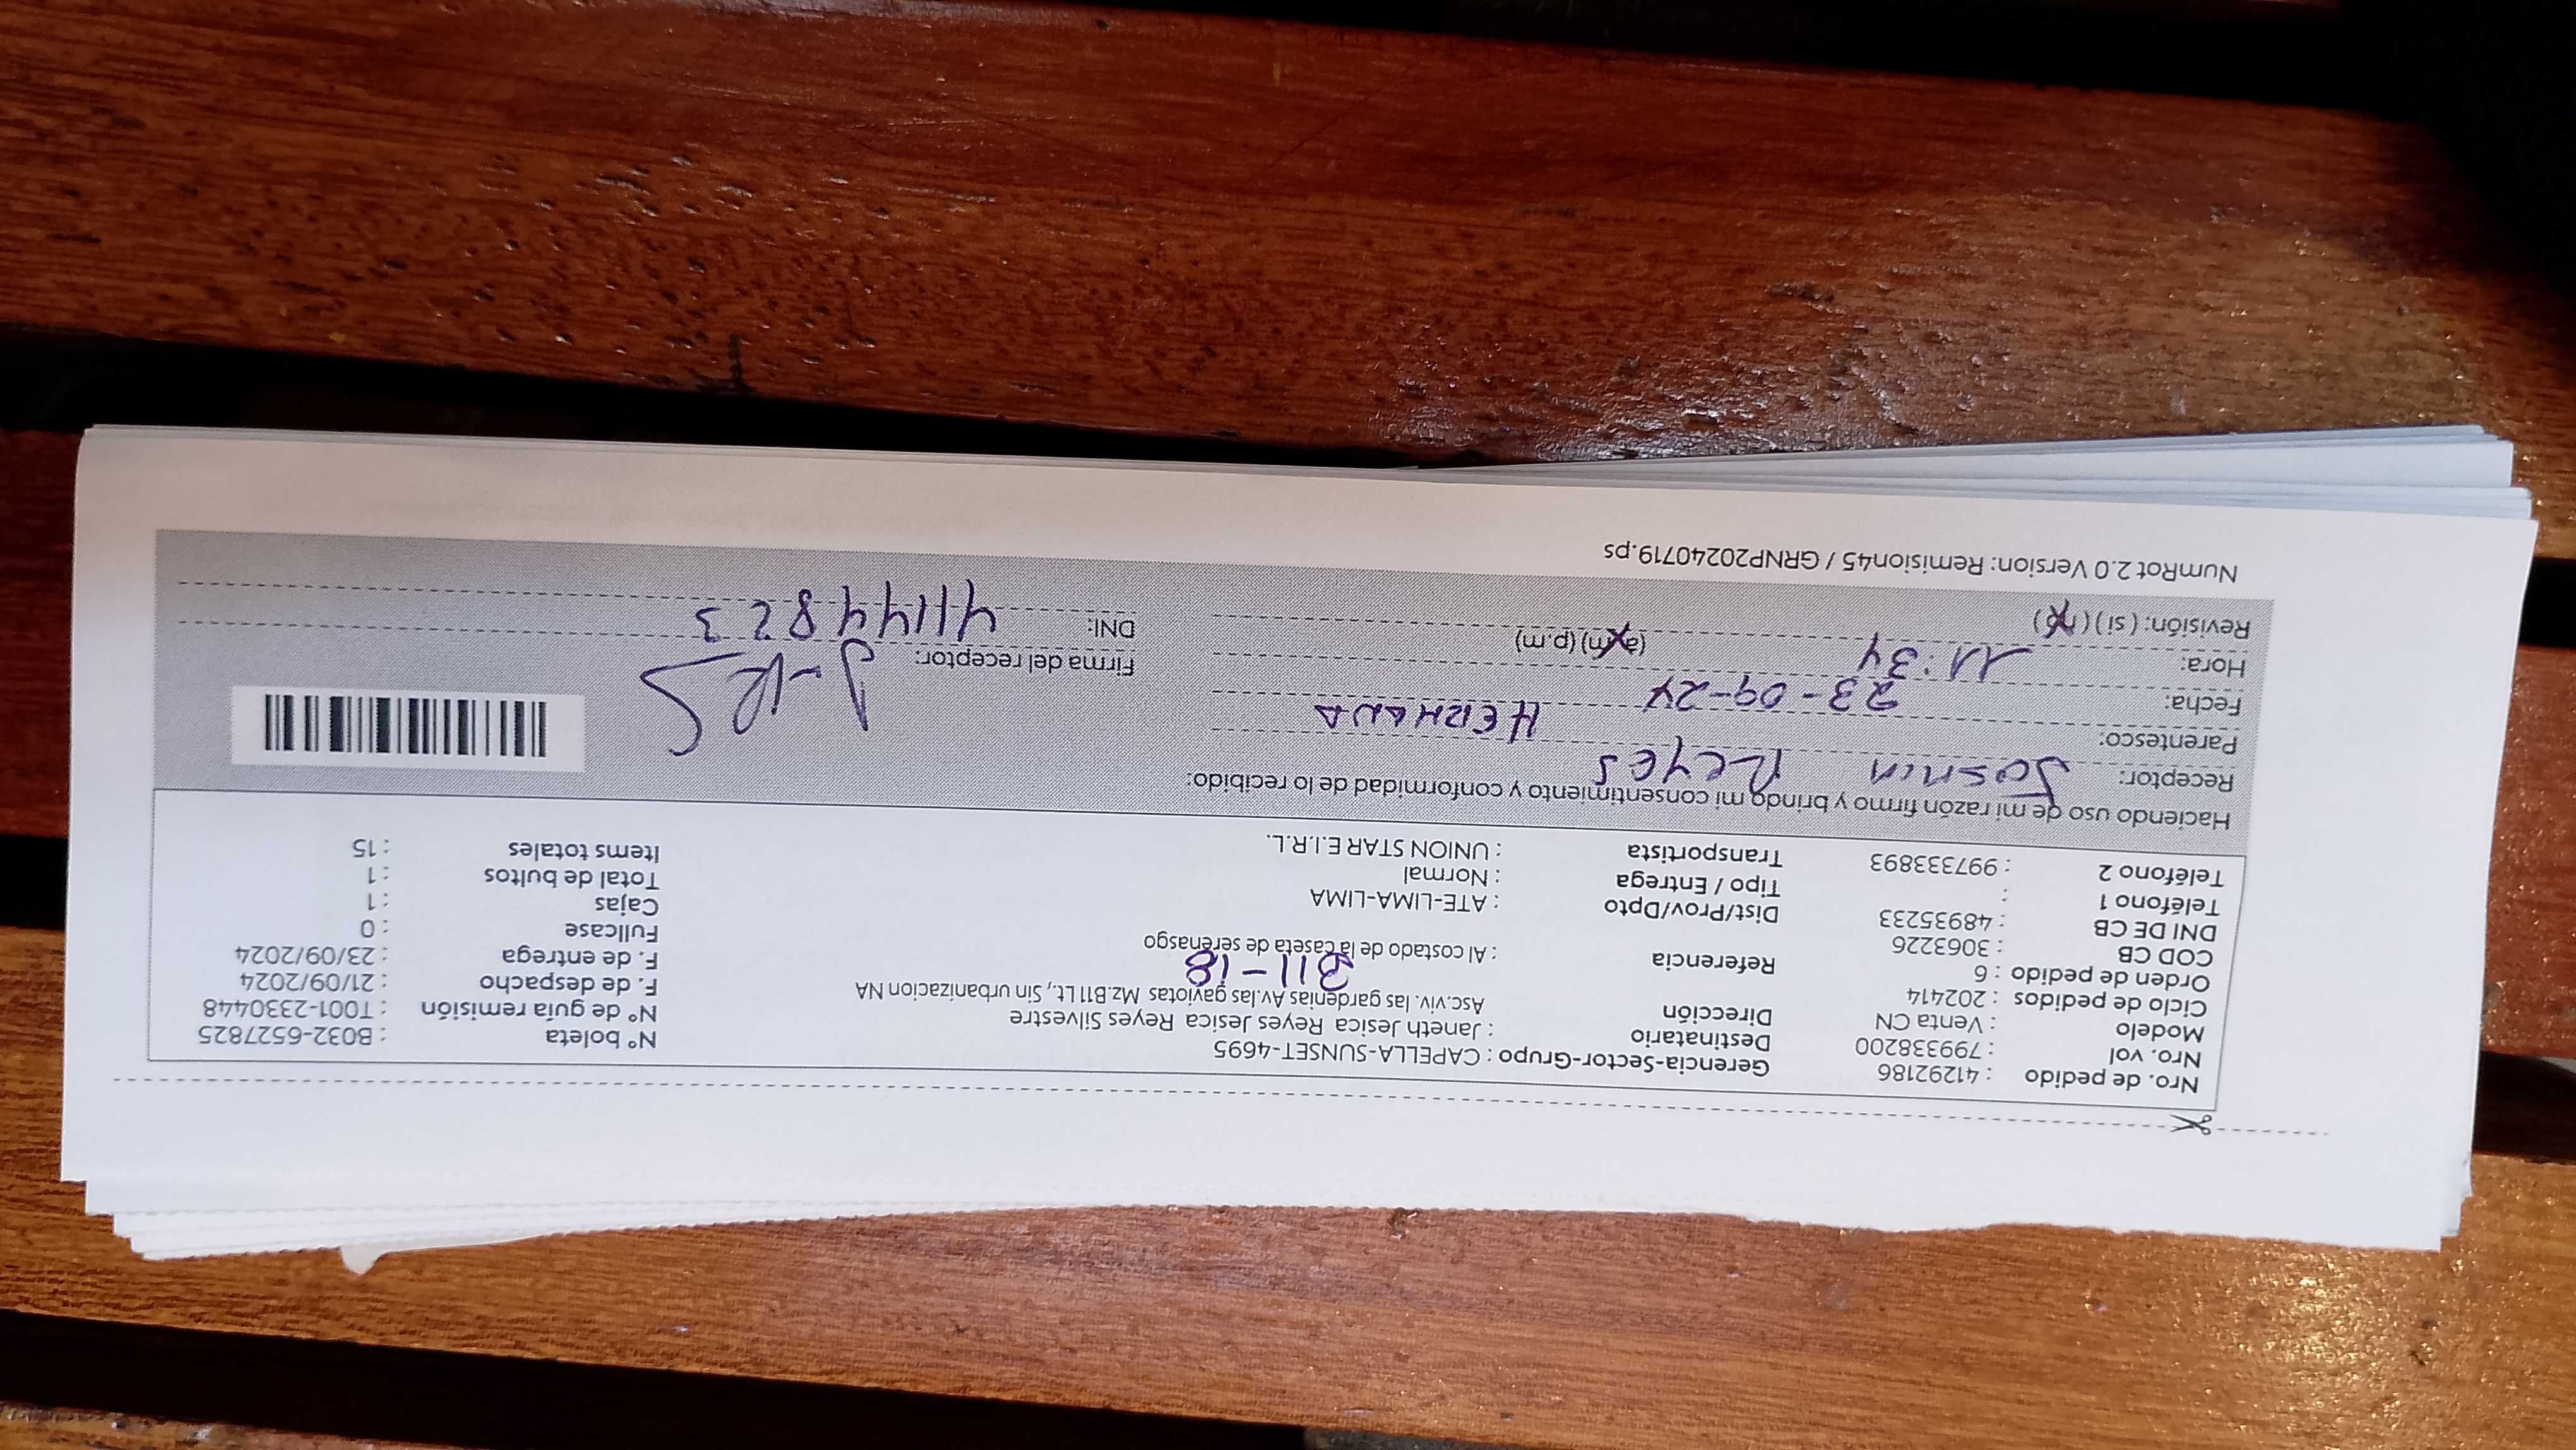 Nro. de pedido : 41292186 Gerencia-Sector-Grupo : CAPELLA-SUNSET-4695 N° boleta : B032-6527825
Nro. vol : 799338200 Destinatario : Janeth Jesica Reyes Jesica Reyes Silvestre N° de guía remisión : T001-2330448
Modelo : Venta CN Dirección Asc.viv. las gardenias Av.las gaviotas Mz.B11 Lt., Sin urbanizacion NA F. de despacho : 21/09/2024
B11-18
Ciclo de pedidos : 202414 Referencia : Al costado de la caseta de serenasgo F. de entrega : 23/09/2024
Orden de pedido : 6 Fullcase : 0
COD CB : 3063226 Dist/Prov/Dpto : ATE-LIMA-LIMA Cajas : 1
DNI DE CB : 48935233 Tipo / Entrega : Normal Total de bultos : 1
Teléfono 1 : Transportista : UNION STAR E.I.R.L. Items totales : 15
Teléfono 2 : 997333893
Haciendo uso de mi razón firmo y brindo mi consentimiento y conformidad de lo recibido:
Receptor: Josmin Reyes
Parentesco: HERMANA
Fecha: 23-09-24
Hora: 11:34 (a.m) (p.m)
Revisión: ( si ) ( no )
Firma del receptor:
DNI: 41144823
NumRot 2.0 Version: Remision45 / GRNP20240719.ps